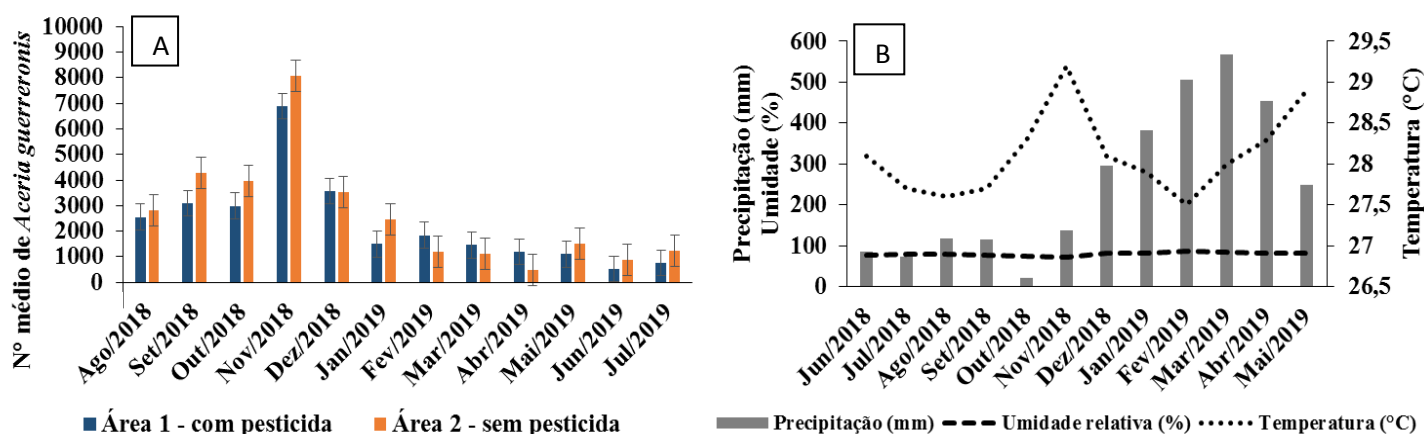 A
N° médio de Aceria guerreronis
10000
9000
8000
7000
6000
5000
4000
3000
2000
1000
0
Ago/2018
Set/2018
Out/2018
Nov/2018
Dez/2018
Jan/2019
Fev/2019
Mar/2019
Abr/2019
Mai/2019
Jun/2019
Jul/2019
Área 1 - com pesticida
Área 2 - sem pesticida
B
Precipitação (mm)
Umidade (%)
600
500
400
300
200
100
0
29,5
29
28,5
28
27,5
27
26,5
Temperatura (°C)
Jun/2018
Jul/2018
Ago/2018
Set/2018
Out/2018
Nov/2018
Dez/2018
Jan/2019
Fev/2019
Mar/2019
Abr/2019
Mai/2019
Precipitação (mm)
Umidade relativa (%)
Temperatura (°C)